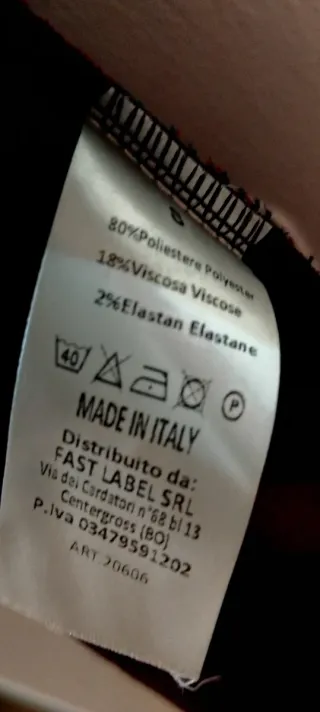 S
80%Poliestere Polyester
18%Viscosa Viscose
2%Elastan Elastane
40 P
MADE IN ITALY
Distribuito da:
FAST LABEL SRL
Via dei Cardatori n°68 bl 13
Centergross (BO)
P.Iva 03479591202
ART 20606